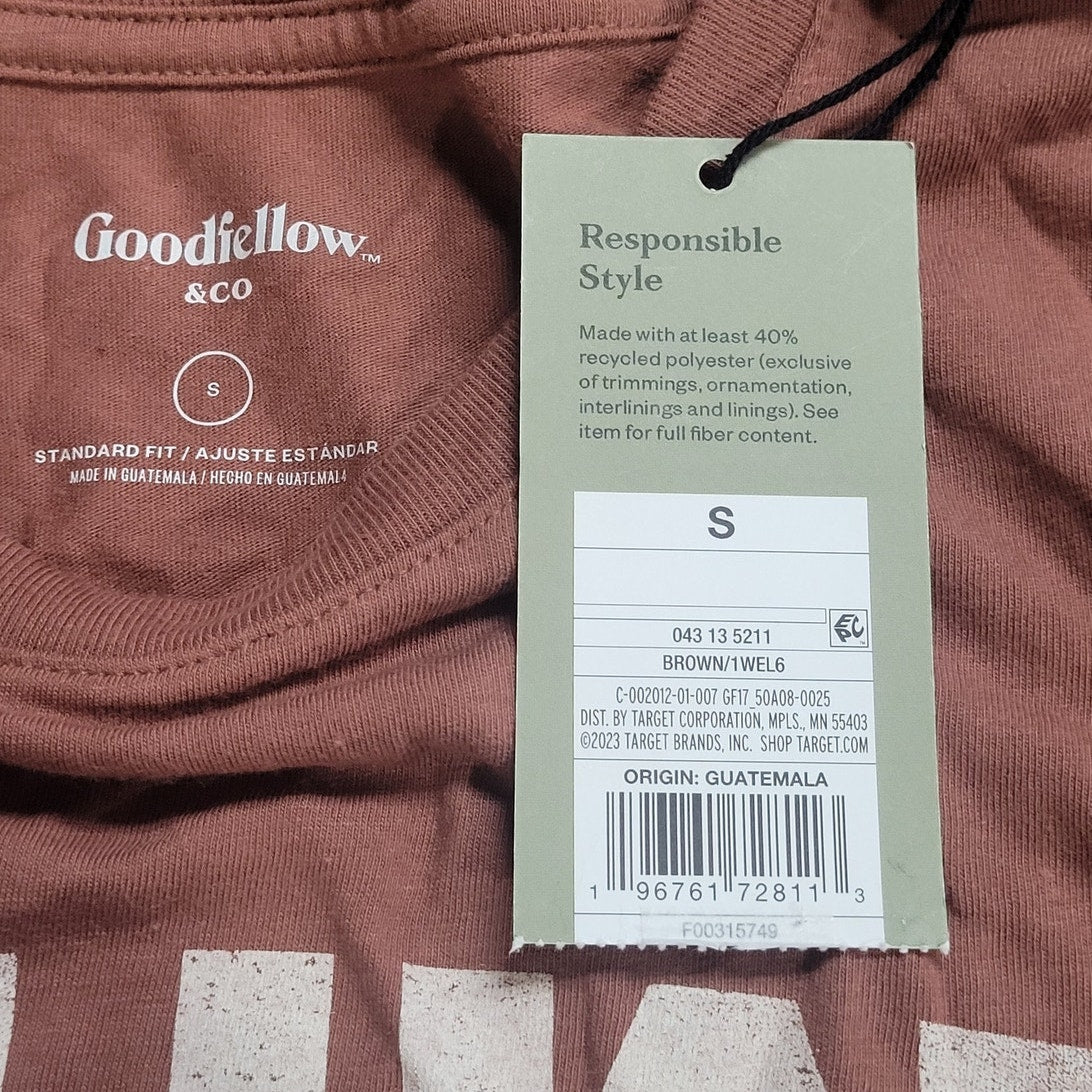 Goodfellow™
&CO
S
STANDARD FIT / AJUSTE ESTÁNDAR
MADE IN GUATEMALA / HECHO EN GUATEMALA
Responsible
Style
Made with at least 40%
recycled polyester (exclusive
of trimmings, ornamentation,
interlinings and linings). See
item for full fiber content.
S
EPC™
043 13 5211
BROWN/1WEL6
C-002012-01-007 GF17_50A08-0025
DIST. BY TARGET CORPORATION, MPLS., MN 55403
©2023 TARGET BRANDS, INC. SHOP TARGET.COM
ORIGIN: GUATEMALA
1 96761 72811 3
F00315749